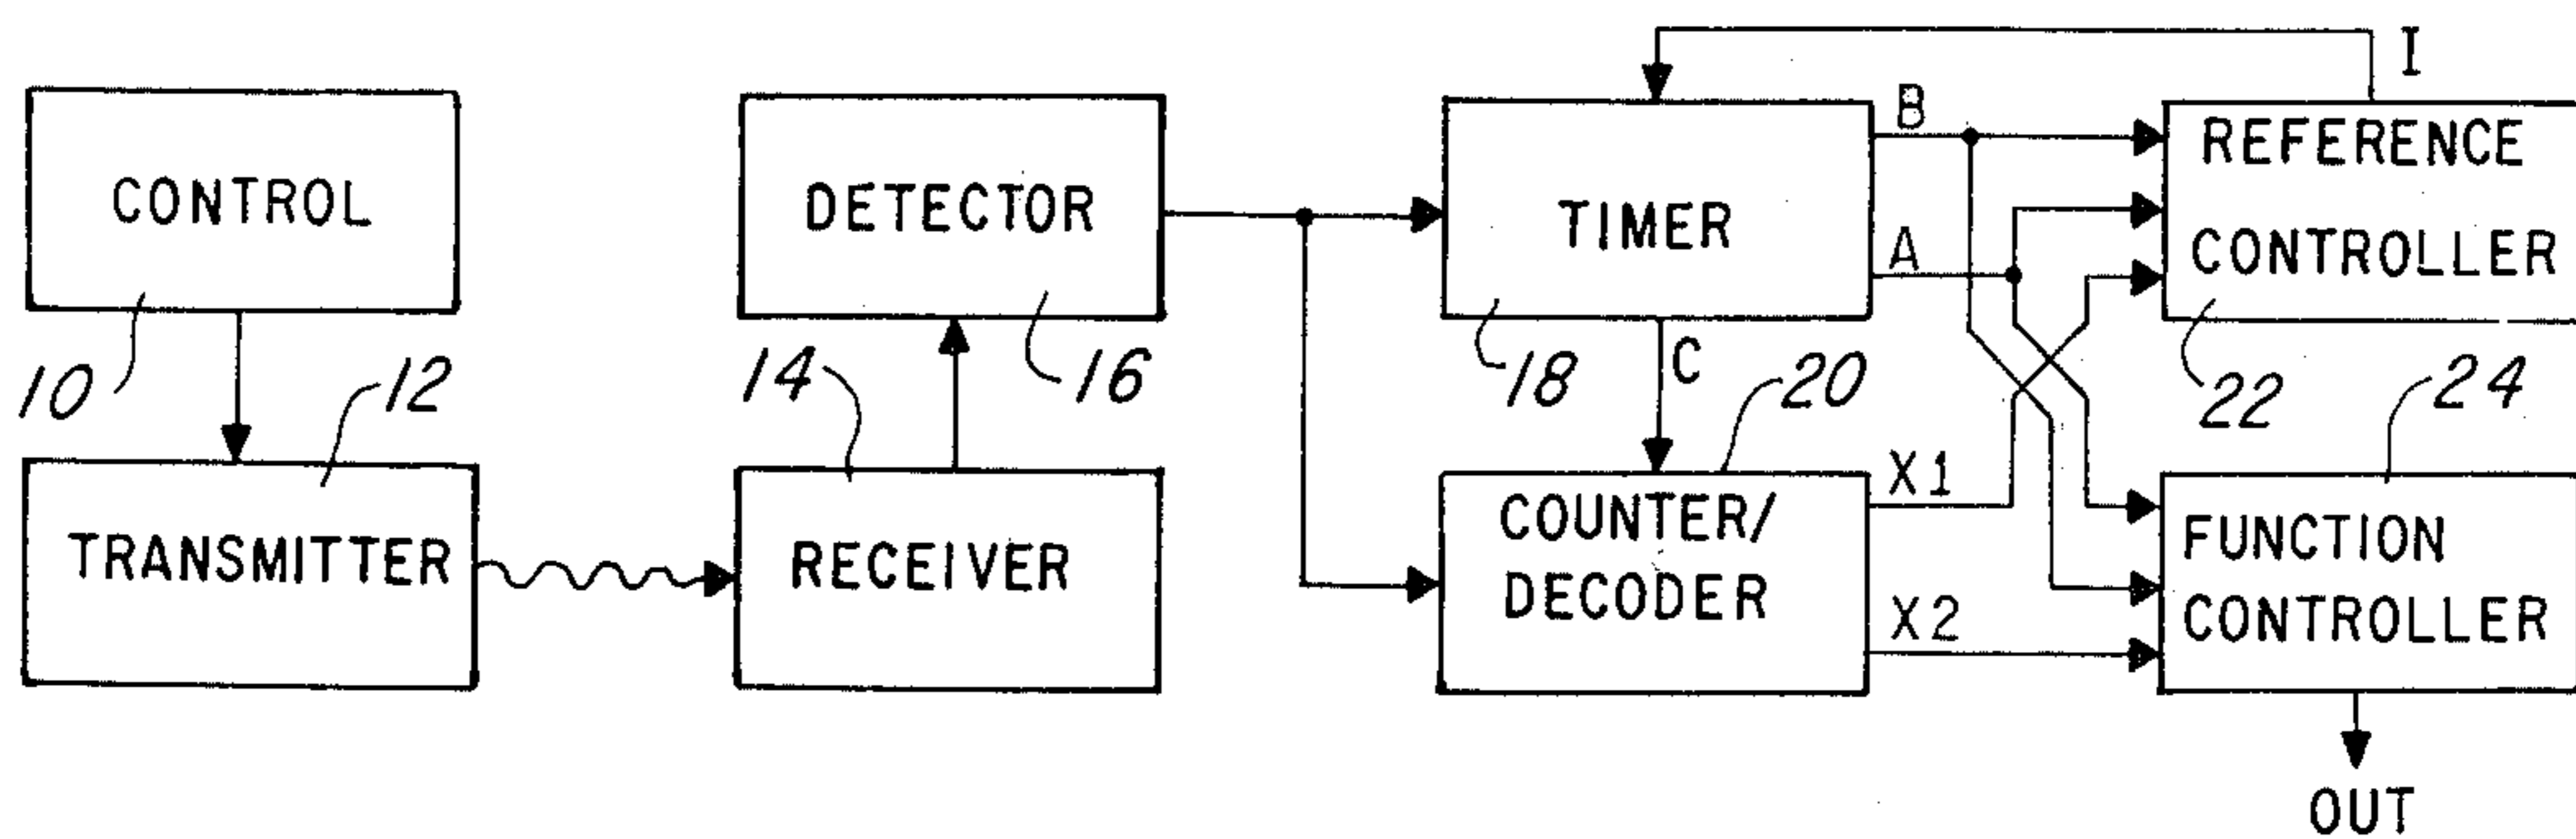 I
CONTROL
10
TRANSMITTER
12
DETECTOR
16
RECEIVER
14
TIMER
18
B
A
C
COUNTER/
DECODER
20
X1
X2
REFERENCE
CONTROLLER
22
FUNCTION
CONTROLLER
24
OUT